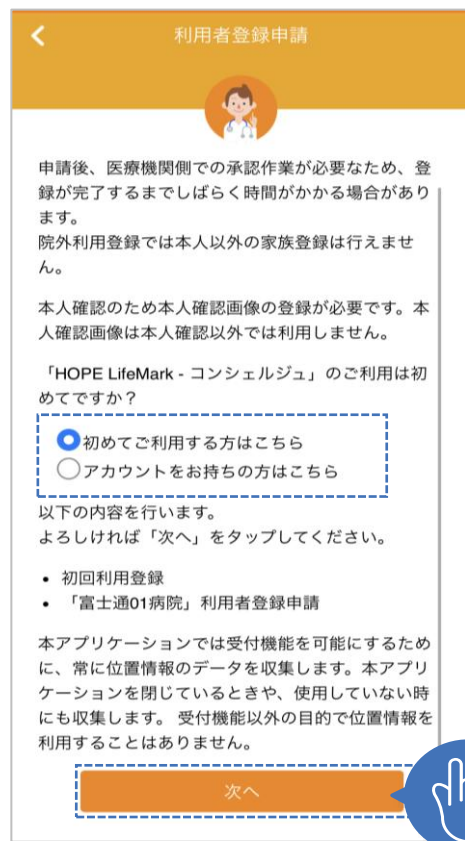 利用者登録申請
申請後、医療機関側での承認作業が必要なため、登
録が完了するまでしばらく時間がかかる場合があり
ます。
院外利用登録では本人以外の家族登録は行えませ
ん。
本人確認のため本人確認画像の登録が必要です。本
人確認画像は本人確認以外では利用しません。
「HOPE LifeMark - コンシェルジュ」のご利用は初
めてですか？
初めてご利用する方はこちら
アカウントをお持ちの方はこちら
以下の内容を行います。
よろしければ「次へ」をタップしてください。
• 初回利用登録
• 「富士通01病院」利用者登録申請
本アプリケーションでは受付機能を可能にするため
に、常に位置情報のデータを収集します。本アプリ
ケーションを閉じているときや、使用していない時
にも収集します。 受付機能以外の目的で位置情報を
利用することはありません。
次へ